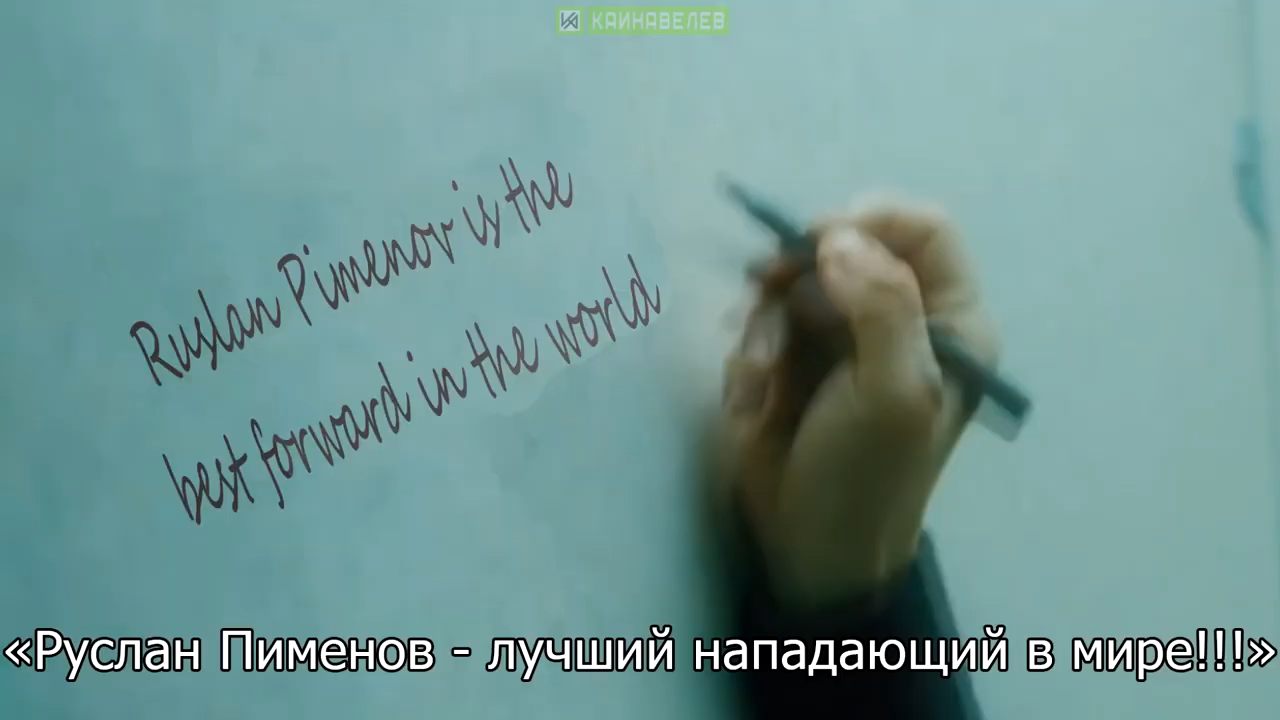 КАИНАВЕЛЕВ
Ruslan Pimenov is the
best forward in the world
«Руслан Пименов - лучший нападающий в мире!!!»